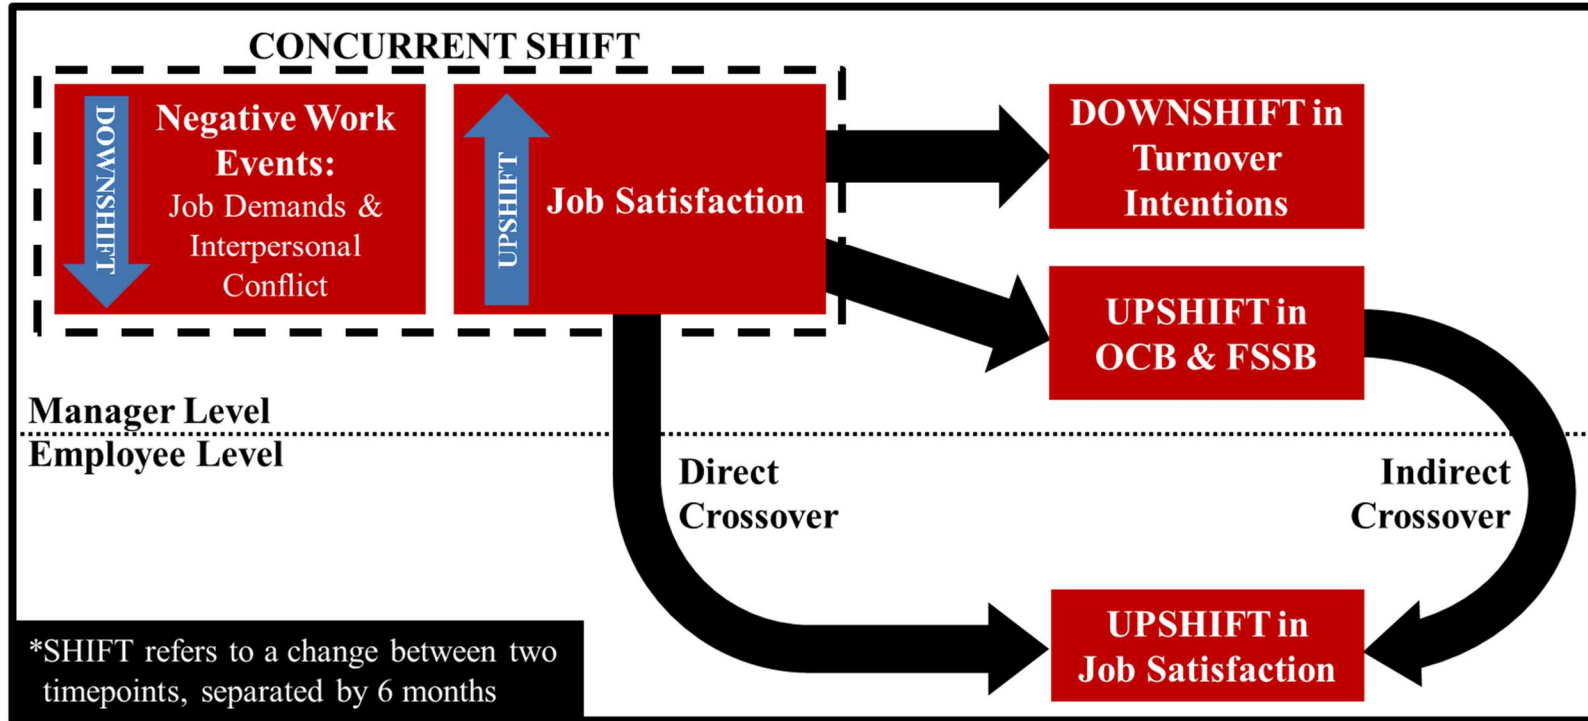 CONCURRENT SHIFT
DOWNSHIFT
Negative Work
Events:
Job Demands &
Interpersonal
Conflict
UPSHIFT
Job Satisfaction
DOWNSHIFT in
Turnover
Intentions
UPSHIFT in
OCB & FSSB
Manager Level
Employee Level
Direct
Crossover
Indirect
Crossover
UPSHIFT in
Job Satisfaction
*SHIFT refers to a change between two
timepoints, separated by 6 months